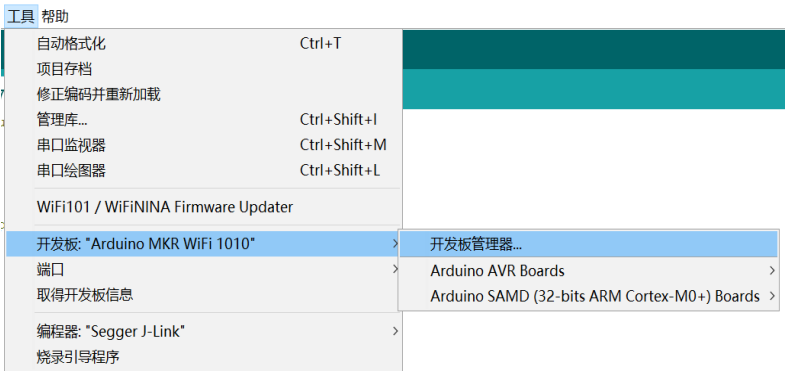 工具 帮助
自动格式化 Ctrl+T
项目存档
修正编码并重新加载
管理库... Ctrl+Shift+I
串口监视器 Ctrl+Shift+M
串口绘图器 Ctrl+Shift+L
WiFi101 / WiFiNINA Firmware Updater
开发板: "Arduino MKR WiFi 1010"
开发板管理器...
端口
Arduino AVR Boards
取得开发板信息
Arduino SAMD (32-bits ARM Cortex-M0+) Boards
编程器: "Segger J-Link"
烧录引导程序